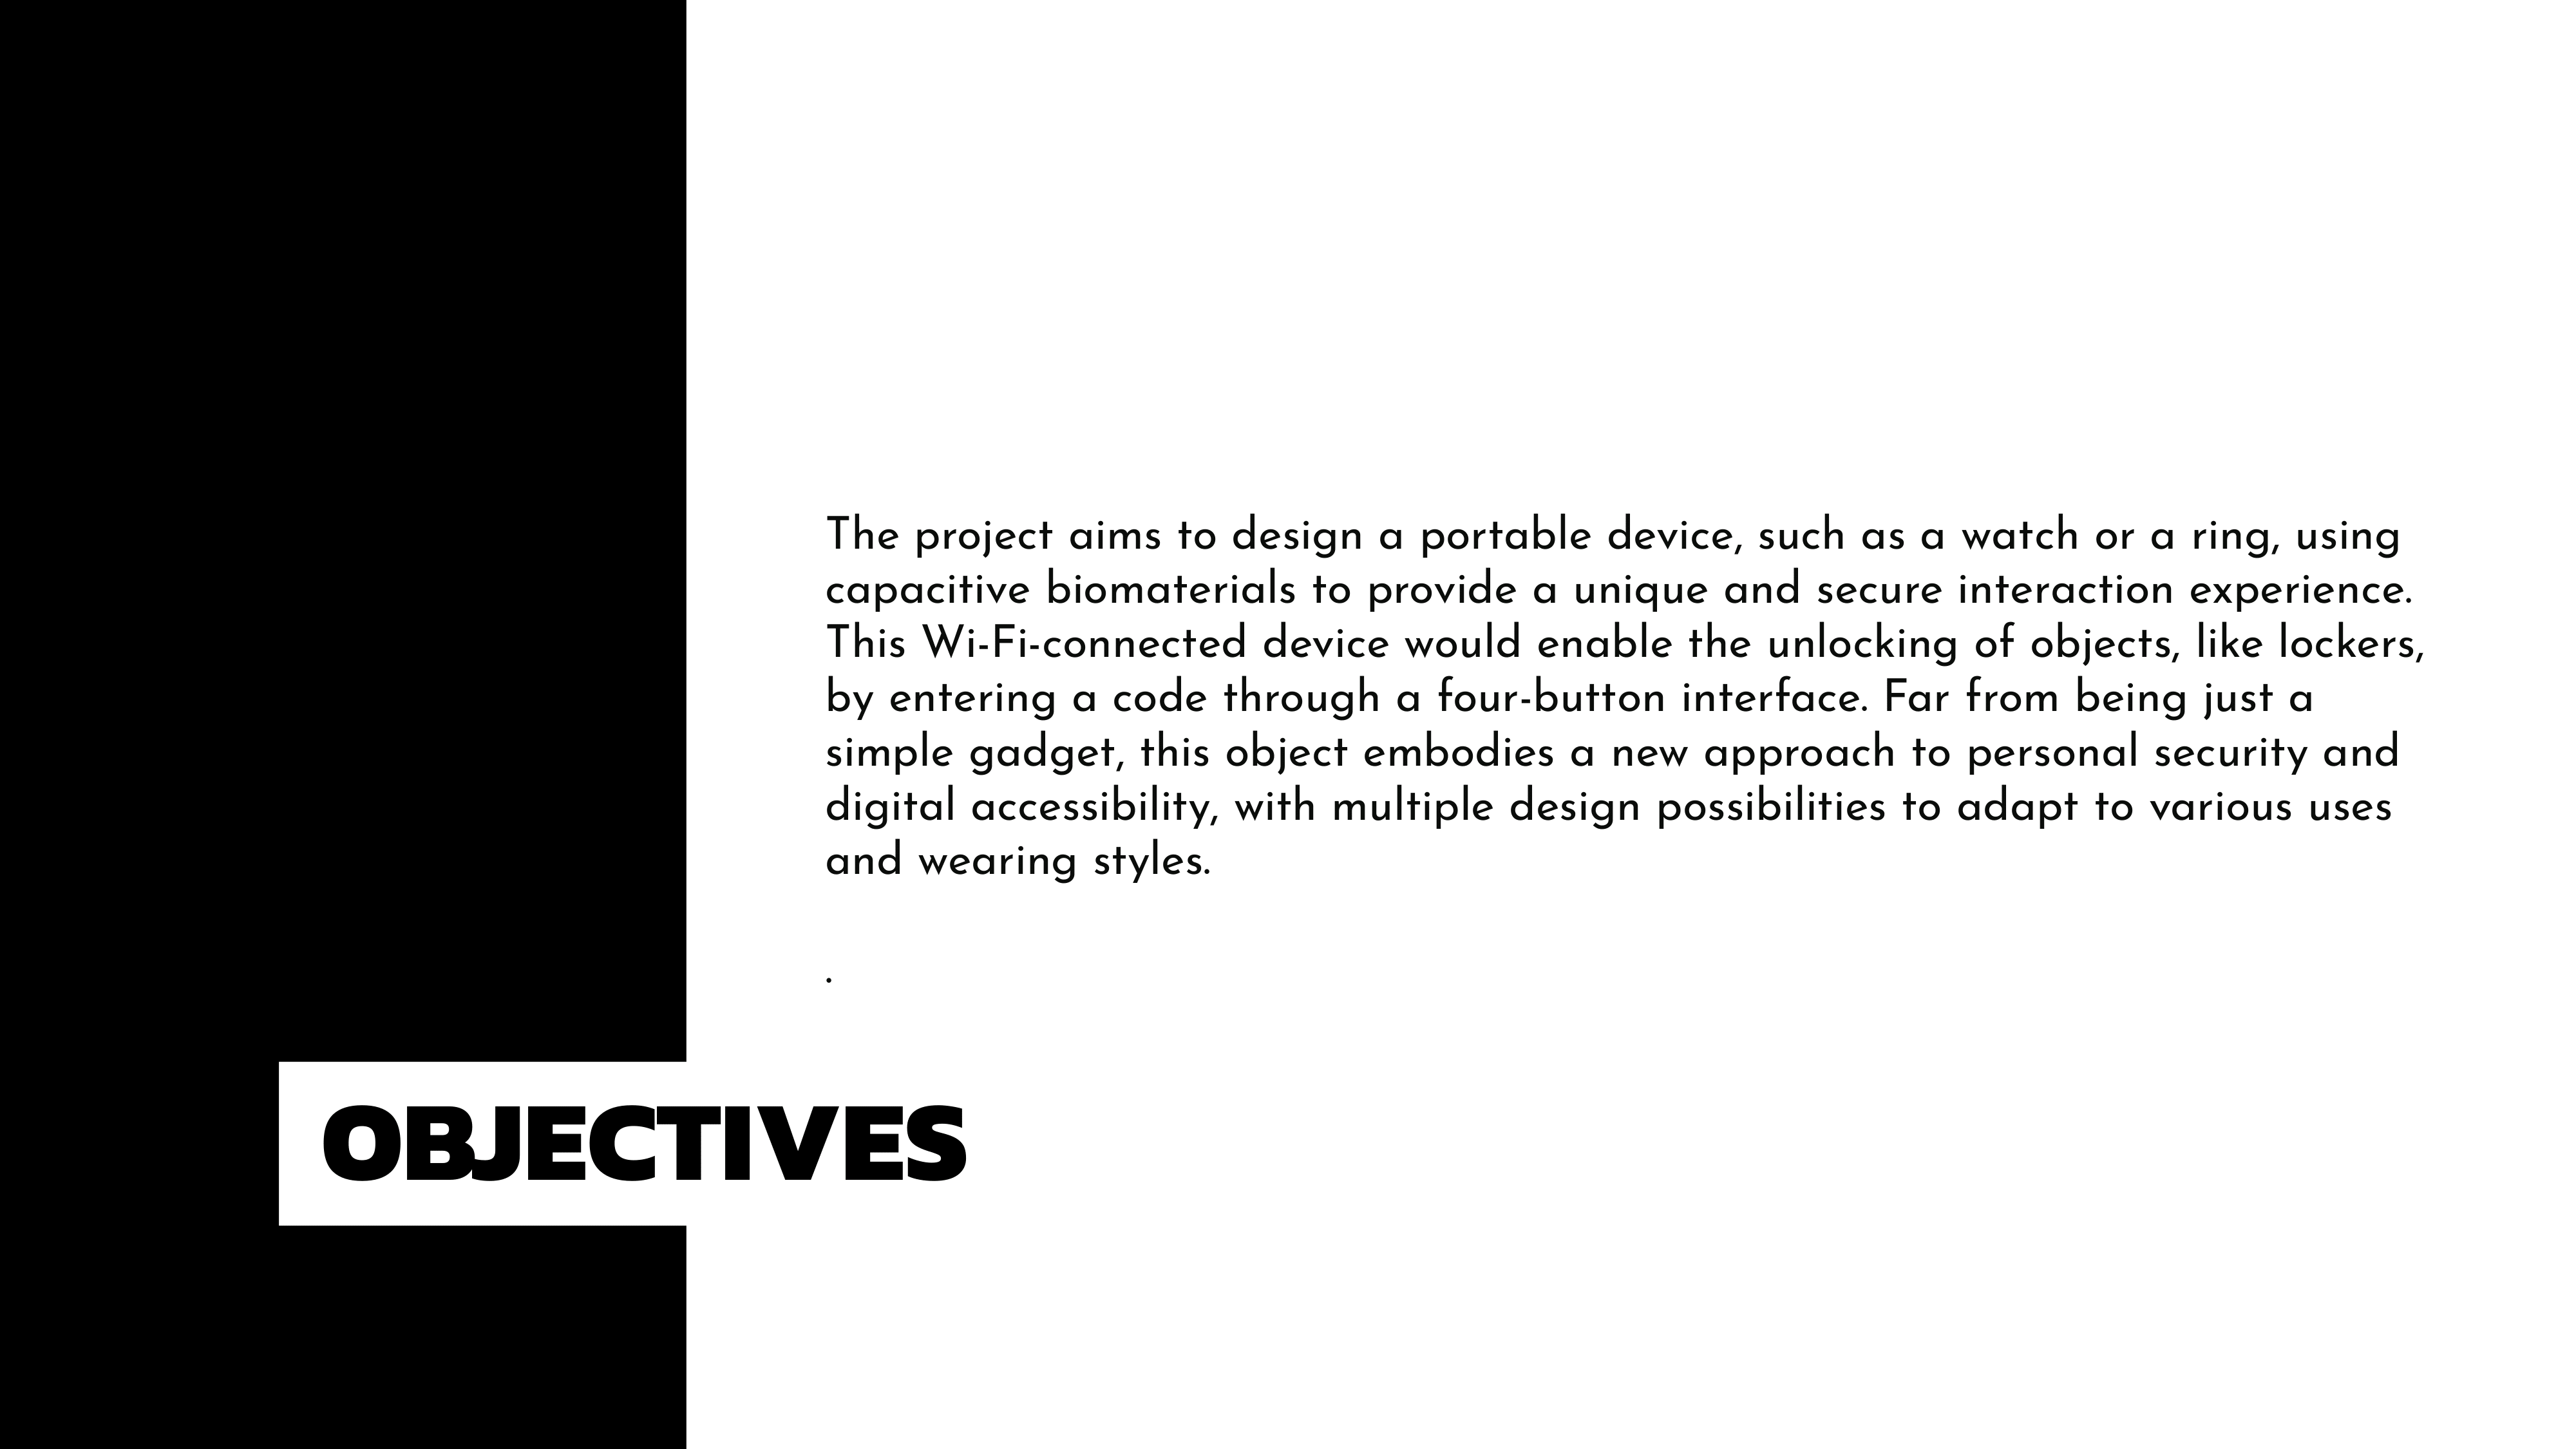 The project aims to design a portable device, such as a watch or a ring, using
capacitive biomaterials to provide a unique and secure interaction experience.
This Wi-Fi-connected device would enable the unlocking of objects, like lockers,
by entering a code through a four-button interface. Far from being just a
simple gadget, this object embodies a new approach to personal security and
digital accessibility, with multiple design possibilities to adapt to various uses
and wearing styles.
.
OBJECTIVES